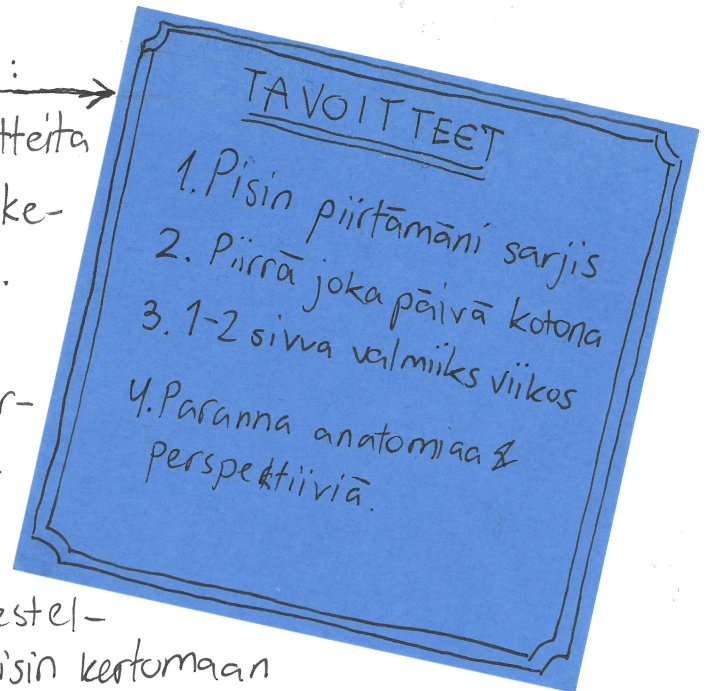 :
tteita
ke-
.
r-
estel-
isin kertomaan
TAVOITTEET
1. Pisin piirtämäni sarjis
2. Piirrä joka päivä kotona
3. 1-2 sivua valmiiks viikos
4. Paranna anatomiaa &
perspektiiviä.